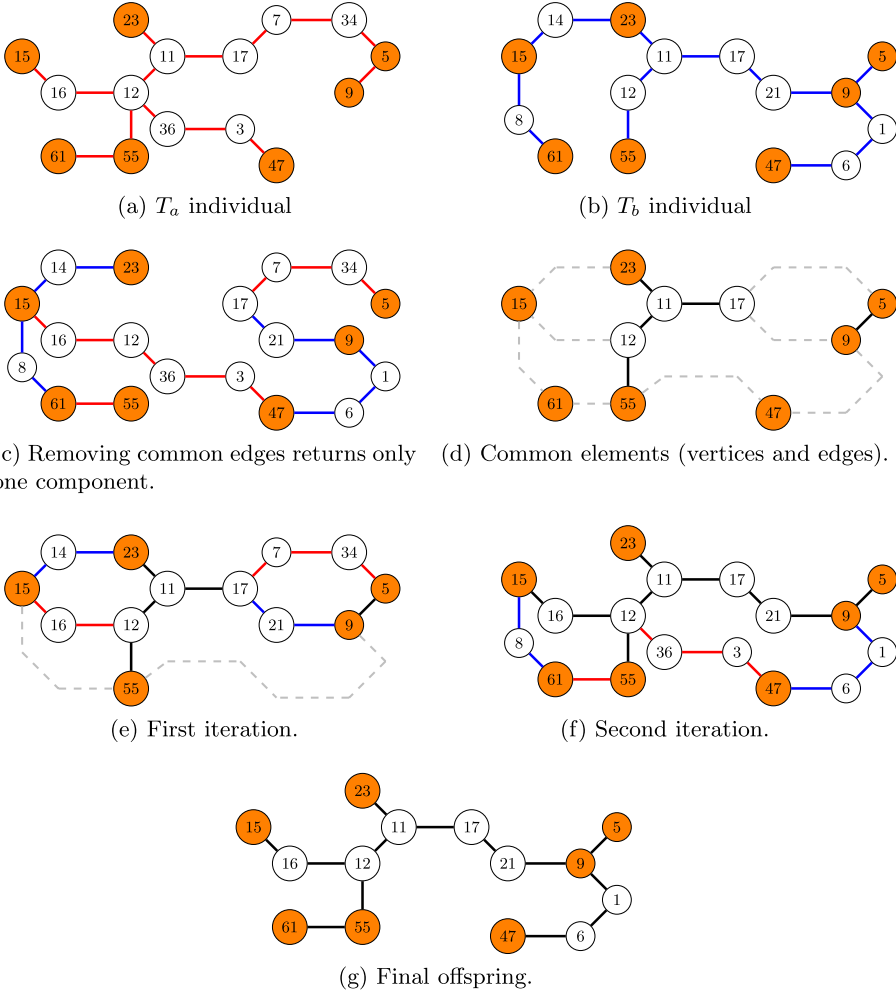 23 7 34 14 23
15 11 17 5 15 11 17 5
16 12 9 12 21 9
36 3 8 1
61 55 47 61 55 47 6
(a) Ta individual (b) Tb individual
14 23 7 34 23
15 17 5 15 11 17 5
16 12 21 9 12 9
8 36 3 1
61 55 47 6 61 55 47
c) Removing common edges returns only (d) Common elements (vertices and edges).
one component.
14 23 7 34 23
15 11 17 5 15 11 17 5
16 12 21 9 16 12 21 9
8 36 3 1
55 61 55 47 6
(e) First iteration. (f) Second iteration.
23
15 11 17 5
16 12 21 9
1
61 55 47 6
(g) Final offspring.